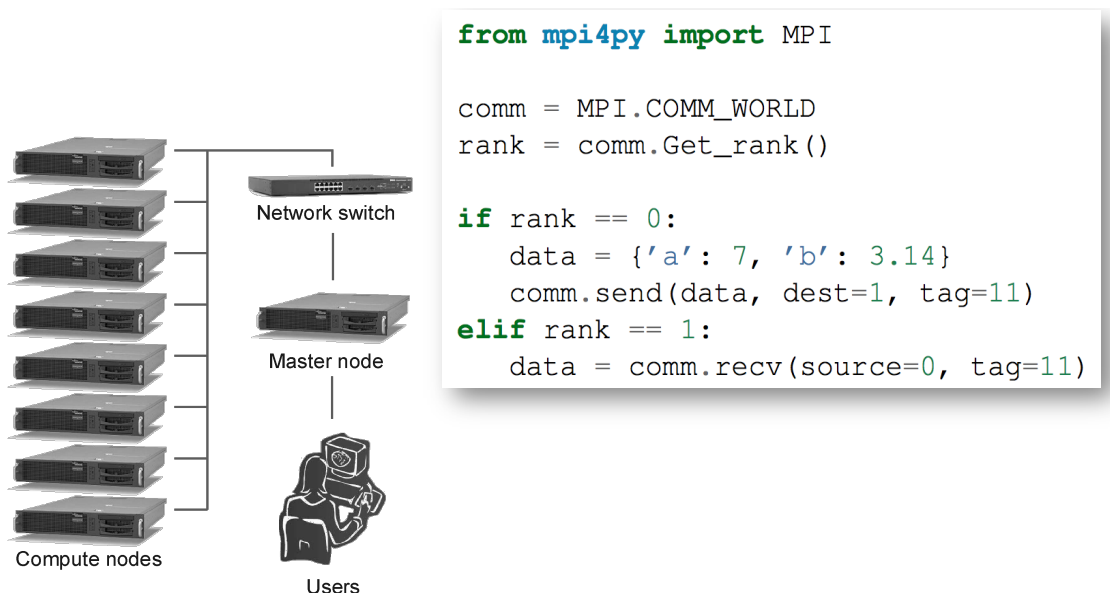 from mpi4py import MPI
comm = MPI.COMM_WORLD
rank = comm.Get_rank()
if rank == 0:
    data = {'a': 7, 'b': 3.14}
    comm.send(data, dest=1, tag=11)
elif rank == 1:
    data = comm.recv(source=0, tag=11)
Network switch
Master node
Compute nodes
Users